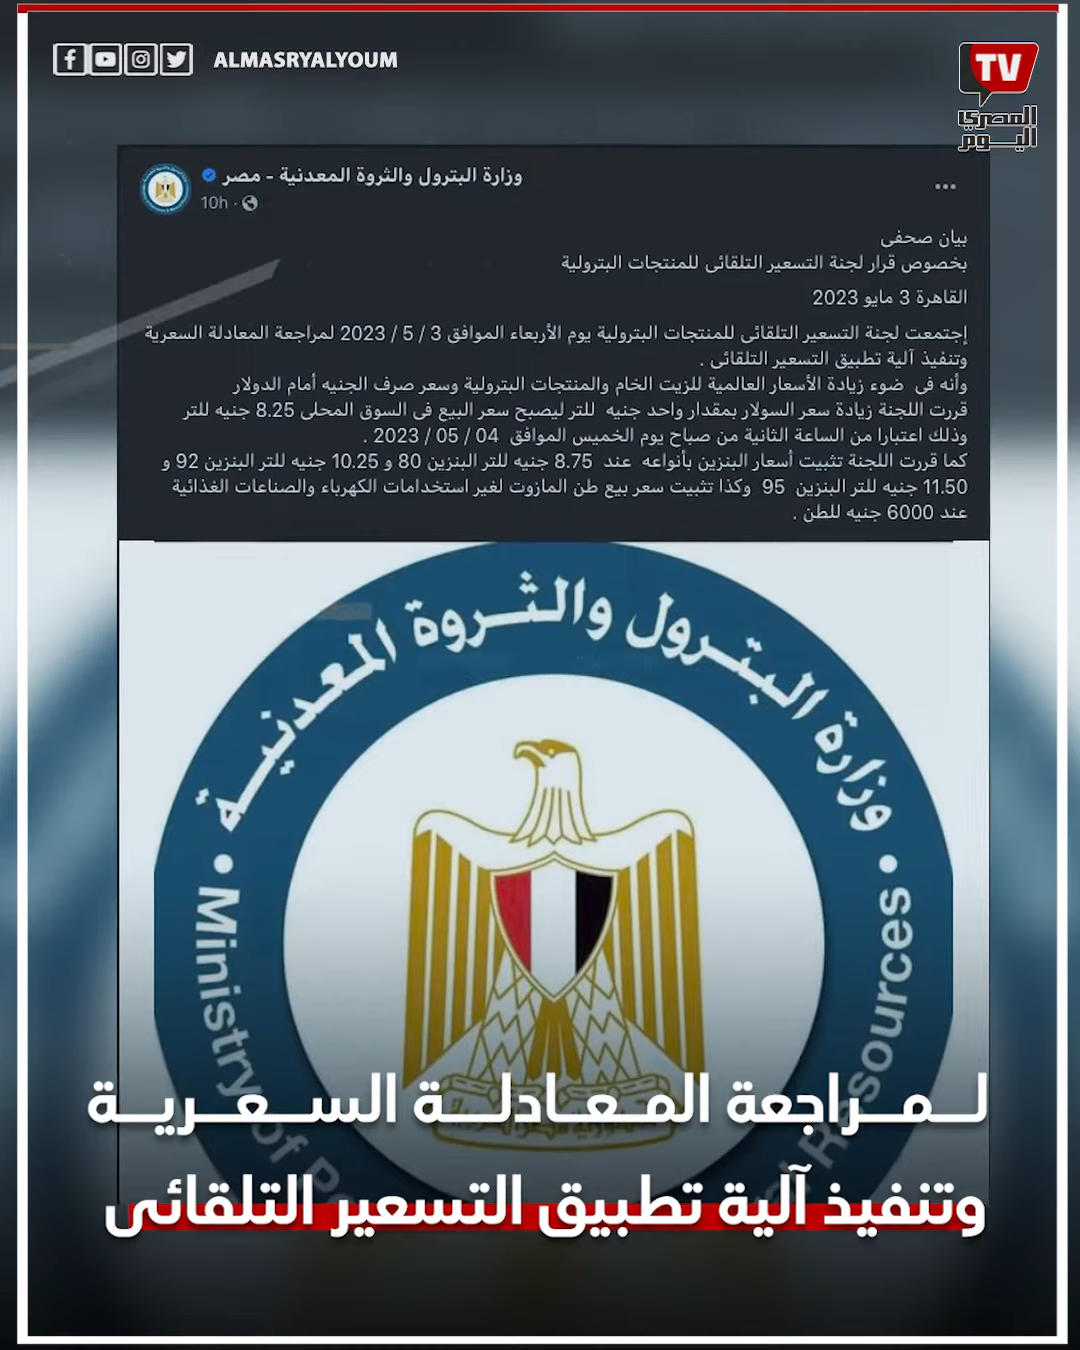 ALMASRYALYOUM
TV
المصري
اليوم
وزارة البترول والثروة المعدنية - مصر
10h ·
بيان صحفى
بخصوص قرار لجنة التسعير التلقائى للمنتجات البترولية
القاهرة 3 مايو 2023
إجتمعت لجنة التسعير التلقائى للمنتجات البترولية يوم الأربعاء الموافق 3 / 5 / 2023 لمراجعة المعادلة السعرية
وتنفيذ آلية تطبيق التسعير التلقائى .
وأنه فى ضوء زيادة الأسعار العالمية للزيت الخام والمنتجات البترولية وسعر صرف الجنيه أمام الدولار
قررت اللجنة زيادة سعر السولار بمقدار واحد جنيه للتر ليصبح سعر البيع فى السوق المحلى 8.25 جنيه للتر
وذلك اعتبارا من الساعة الثانية من صباح يوم الخميس الموافق 04 / 05 / 2023 .
كما قررت اللجنة تثبيت أسعار البنزين بأنواعه عند 8.75 جنيه للتر البنزين 80 و 10.25 جنيه للتر البنزين 92 و
11.50 جنيه للتر البنزين 95 وكذا تثبيت سعر بيع طن المازوت لغير استخدامات الكهرباء والصناعات الغذائية
عند 6000 جنيه للطن .
وزارة البترول والثروة المعدنية
• Ministry of Pe
Resources •
لمراجعة المعادلة السعرية
وتنفيذ آلية تطبيق التسعير التلقائى